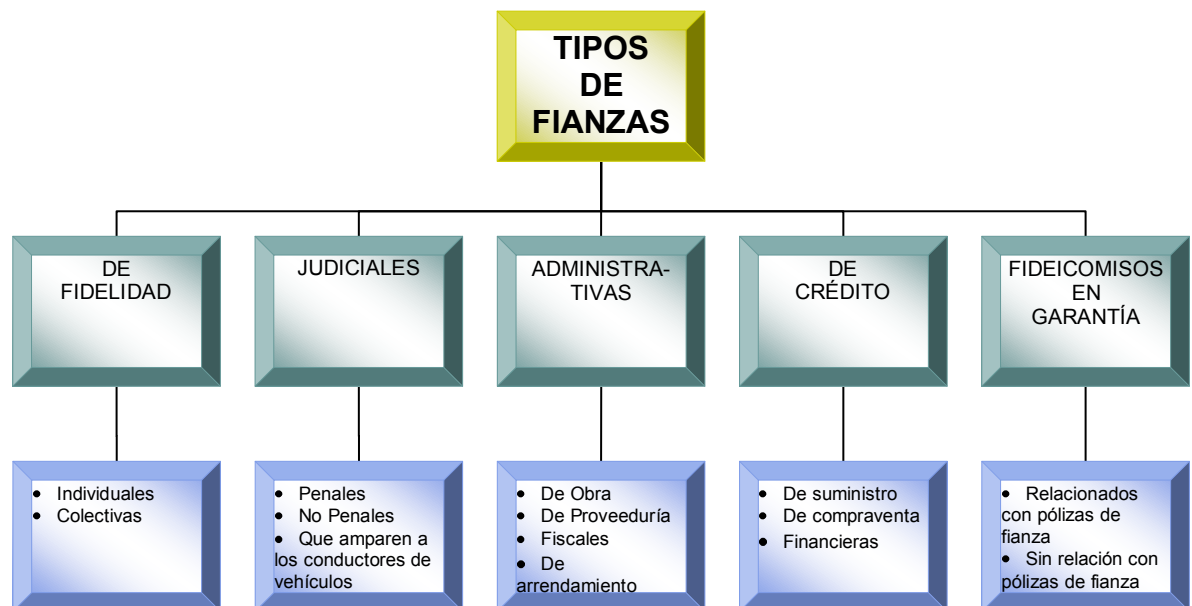 TIPOS
DE
FIANZAS
DE
FIDELIDAD
JUDICIALES
ADMINISTRA-
TIVAS
DE
CRÉDITO
FIDEICOMISOS
EN
GARANTÍA
• Individuales
• Colectivas
• Penales
• No Penales
• Que amparen a
los conductores de
vehículos
• De Obra
• De Proveeduría
• Fiscales
• De
arrendamiento
• De suministro
• De compraventa
• Financieras
• Relacionados
con pólizas de
fianza
• Sin relación con
pólizas de fianza